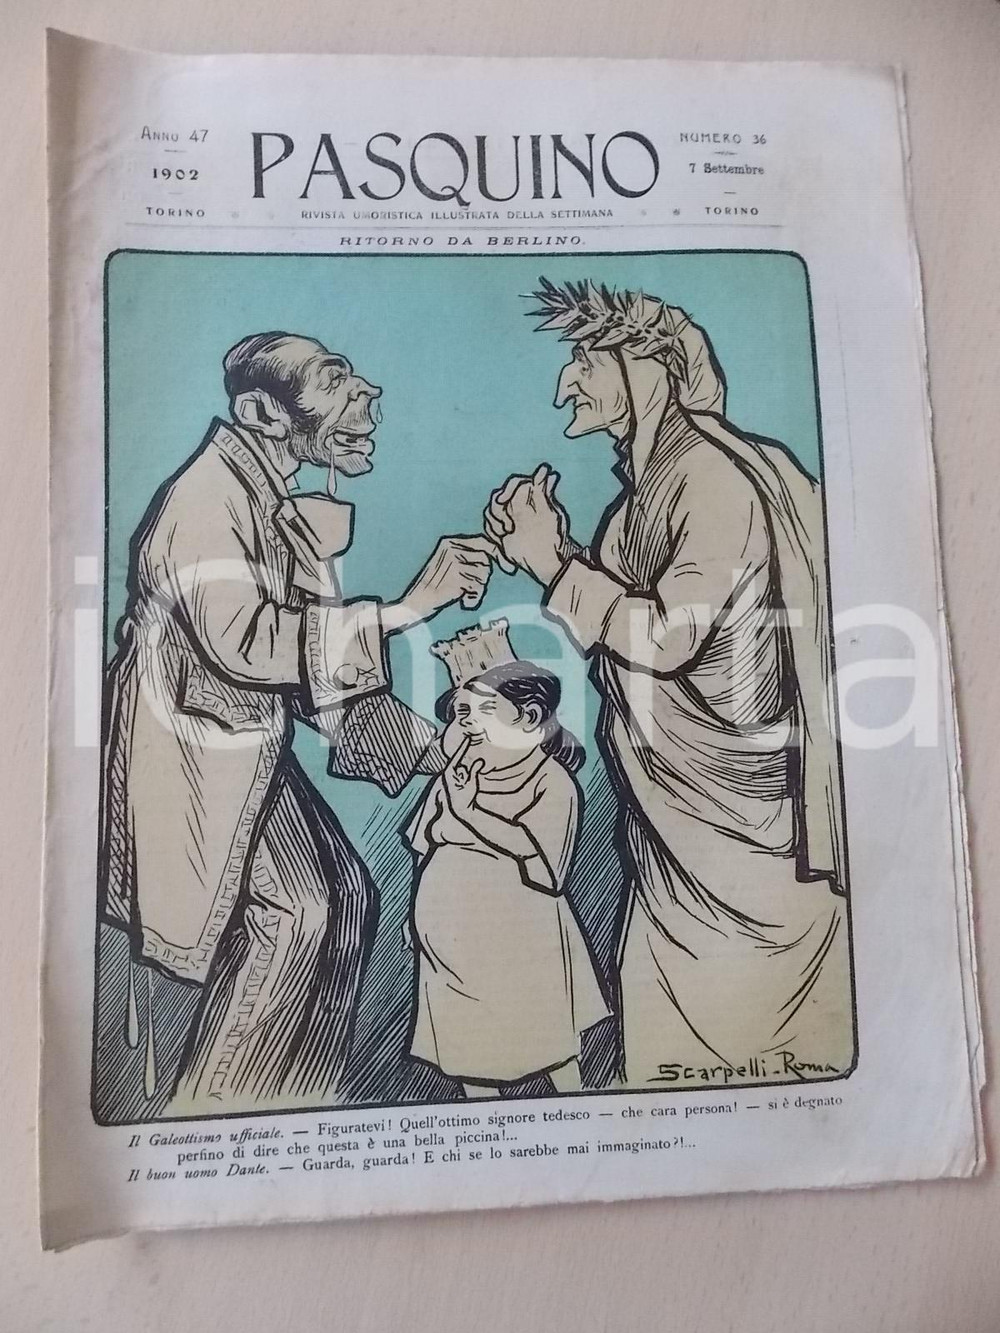 ANNO 47
1902
TORINO
PASQUINO
NUMERO 36
7 Settembre
TORINO
RIVISTA UMORISTICA ILLUSTRATA DELLA SETTIMANA
RITORNO DA BERLINO.
iCharta
Scarpelli-Roma
Il Galeottismo ufficiale. — Figuratevi! Quell'ottimo signore tedesco — che cara persona! — si è degnato
perfino di dire che questa è una bella piccina!...
Il buon uomo Dante. — Guarda, guarda! E chi se lo sarebbe mai immaginato?!...